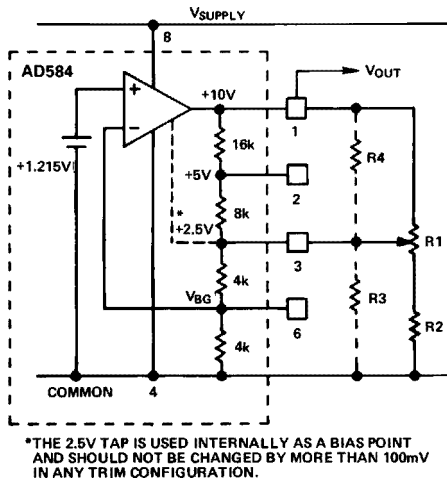 VSUPPLY
8
AD584
VOUT
+10V
+
−
1
16k
R4
+1.215V
+5V
2
8k
*
+2.5V
R1
3
4k
VBG
R3
6
R2
4k
COMMON
4
*THE 2.5V TAP IS USED INTERNALLY AS A BIAS POINT
AND SHOULD NOT BE CHANGED BY MORE THAN 100mV
IN ANY TRIM CONFIGURATION.